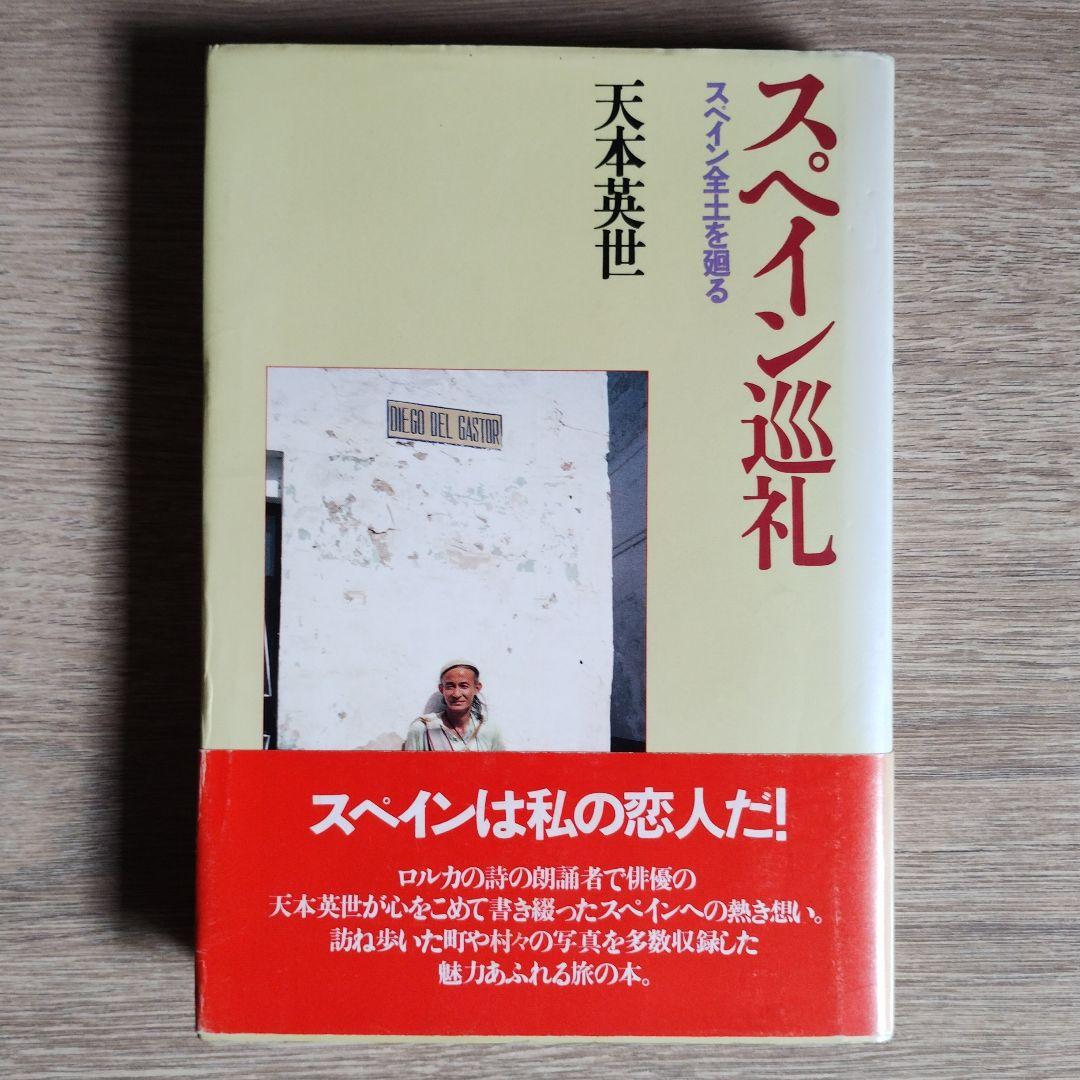 スペイン巡礼
スペイン全土を廻る
天本英世
DIEGO DEL GASTOR
スペインは私の恋人だ!
ロルカの詩の朗誦者で俳優の
天本英世が心をこめて書き綴ったスペインへの熱き想い。
訪ね歩いた町や村々の写真を多数収録した
魅力あふれる旅の本。